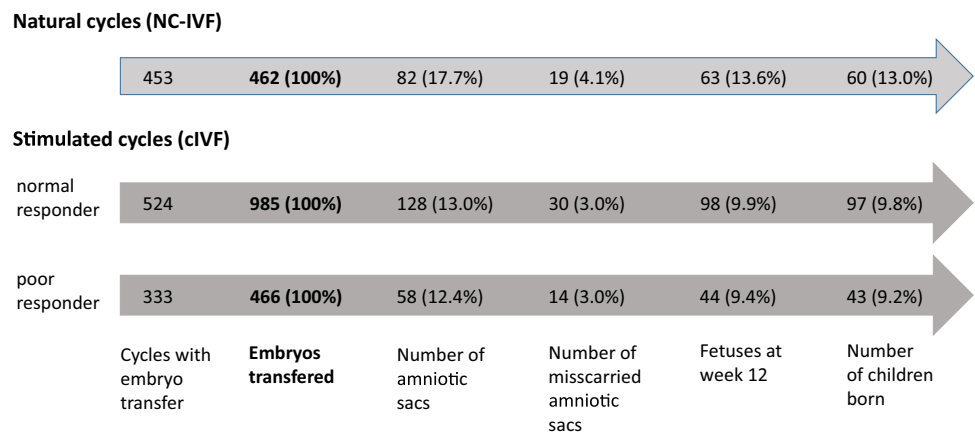 Natural cycles (NC-IVF)
453 462 (100%) 82 (17.7%) 19 (4.1%) 63 (13.6%) 60 (13.0%)
Stimulated cycles (cIVF)
normal
responder
524 985 (100%) 128 (13.0%) 30 (3.0%) 98 (9.9%) 97 (9.8%)
poor
responder
333 466 (100%) 58 (12.4%) 14 (3.0%) 44 (9.4%) 43 (9.2%)
Cycles with
embryo
transfer
Embryos
transfered
Number of
amniotic
sacs
Number of
misscarried
amniotic
sacs
Fetuses at
week 12
Number
of children
born